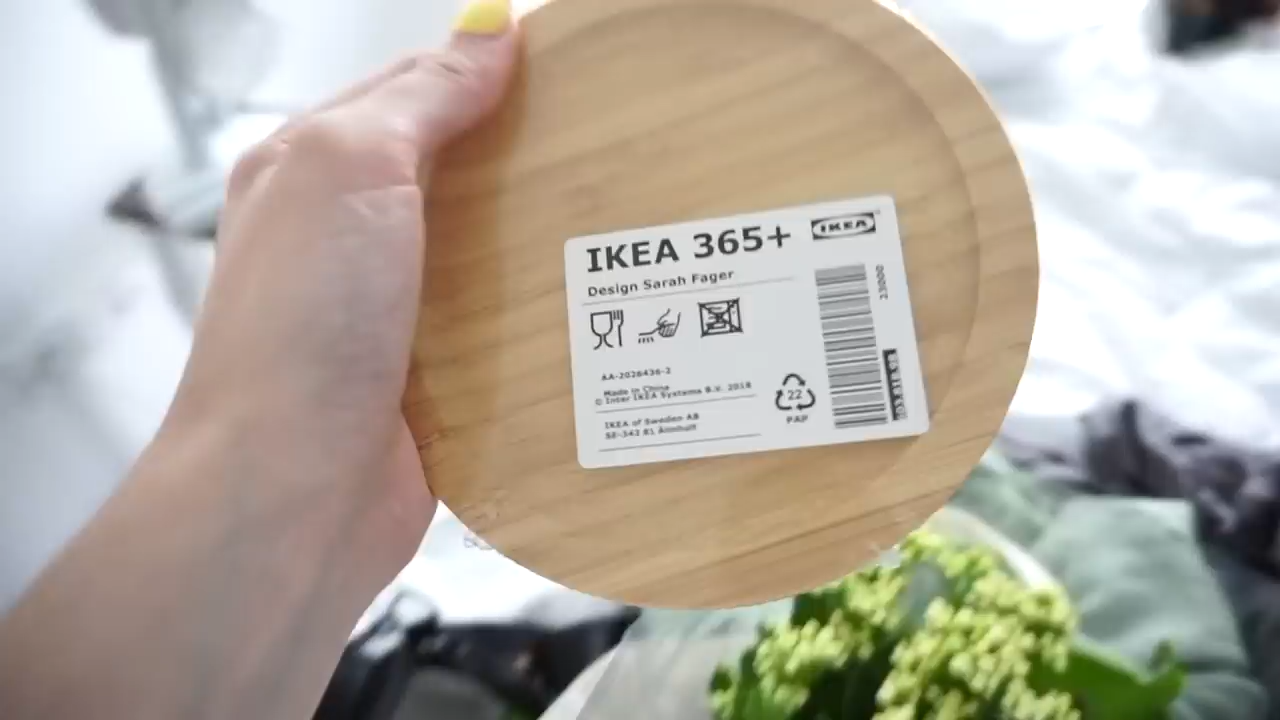 IKEA 365+
IKEA
Design Sarah Fager
23000
AA-2026436-2
Made in China
© Inter IKEA Systems B.V. 2018
IKEA of Sweden AB
SE-343 81 Älmhult
22
PAP